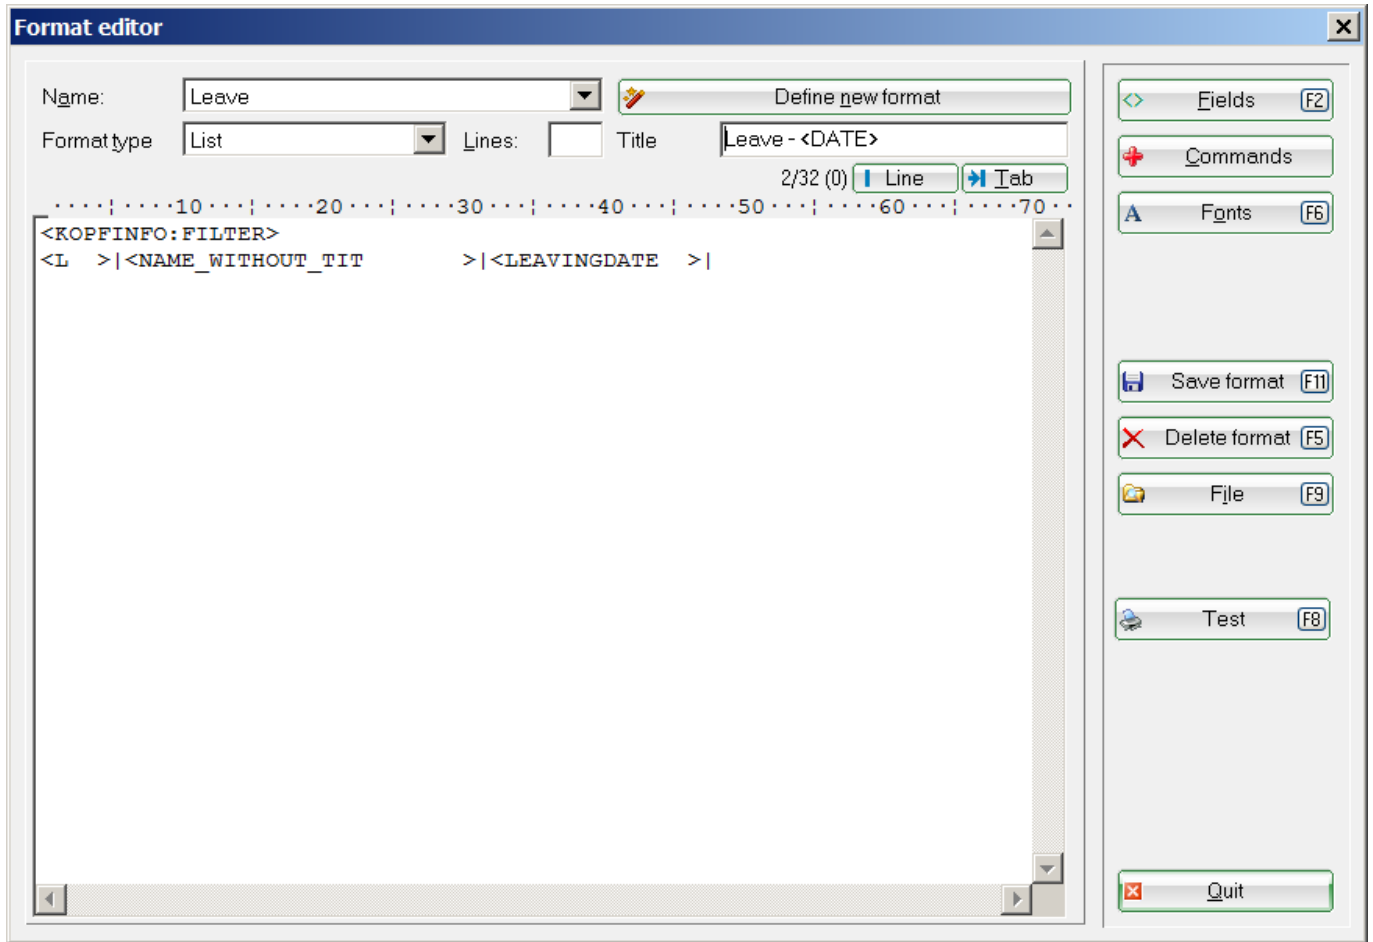 Format editor
Name: Leave Define new format
Format type List Lines: Title Leave - <DATE>
2/32 (0) Line Tab
····¦····10···¦····20···¦····30···¦····40···¦····50···¦····60···¦····70··
<KOPFINFO:FILTER>
<L  >|<NAME_WITHOUT_TIT       >|<LEAVINGDATE  >|
Fields F2
Commands
Fonts F6
Save format F11
Delete format F5
File F9
Test F8
Quit